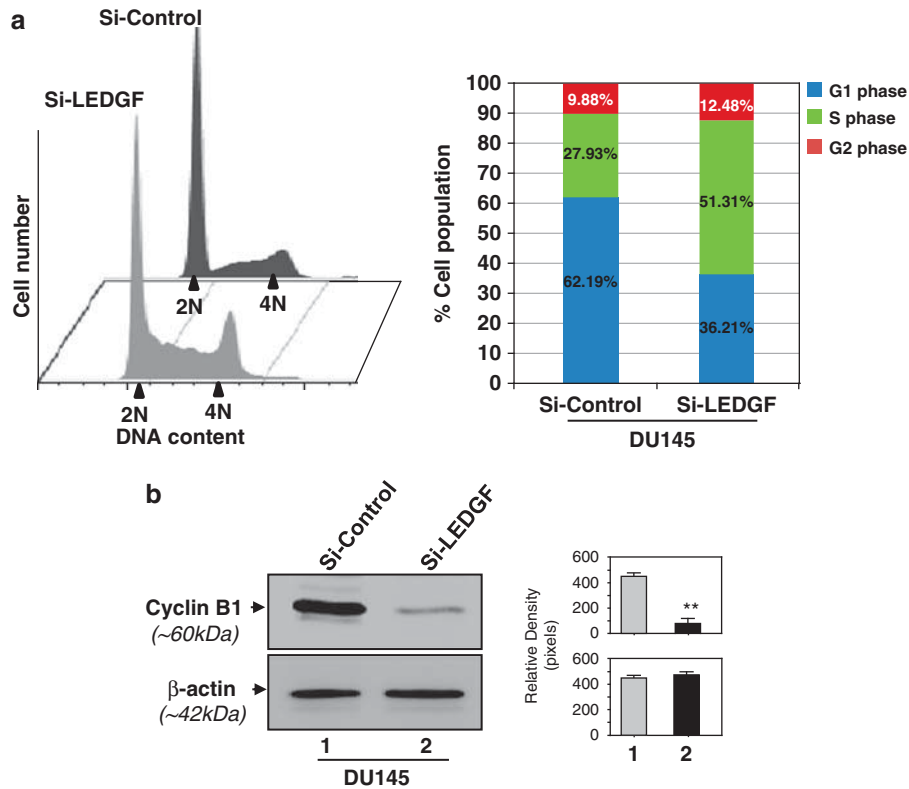 a
Si-Control
Si-LEDGF
Cell number
2N
4N
2N
4N
DNA content
% Cell population
100
90
80
70
60
50
40
30
20
10
0
9.88%
27.93%
62.19%
12.48%
51.31%
36.21%
Si-Control
Si-LEDGF
DU145
G1 phase
S phase
G2 phase
b
Si-Control
Si-LEDGF
Cyclin B1
(~60kDa)
β-actin
(~42kDa)
1
2
DU145
Relative Density
(pixels)
600
400
200
0
**
600
400
200
0
1
2